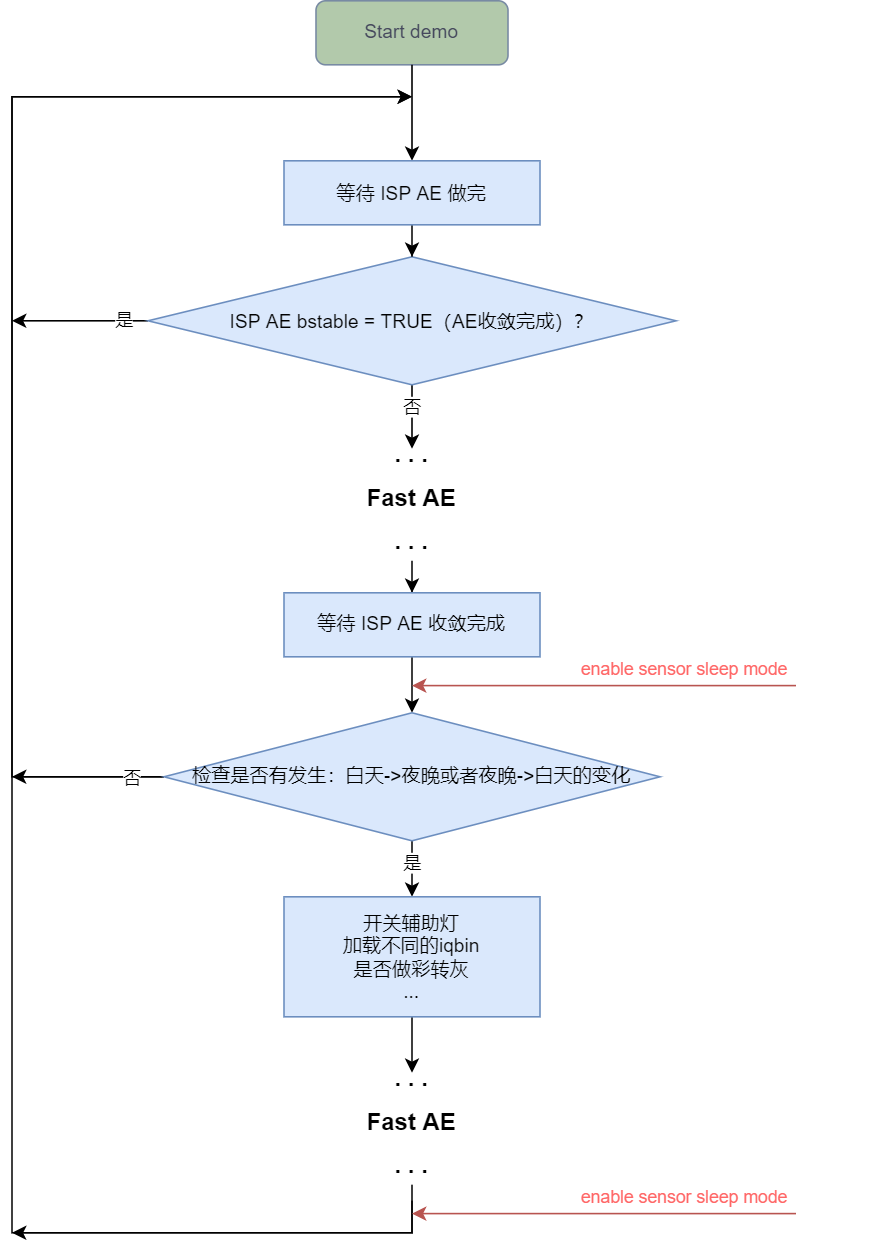 Start demo
等待 ISP AE 做完
ISP AE bstable = TRUE（AE收敛完成）?
是
否
. . .
Fast AE
. . .
等待 ISP AE 收敛完成
enable sensor sleep mode
检查是否有发生：白天->夜晚或者夜晚->白天的变化
否
是
开关辅助灯
加载不同的iqbin
是否做彩转灰
...
. . .
Fast AE
. . .
enable sensor sleep mode